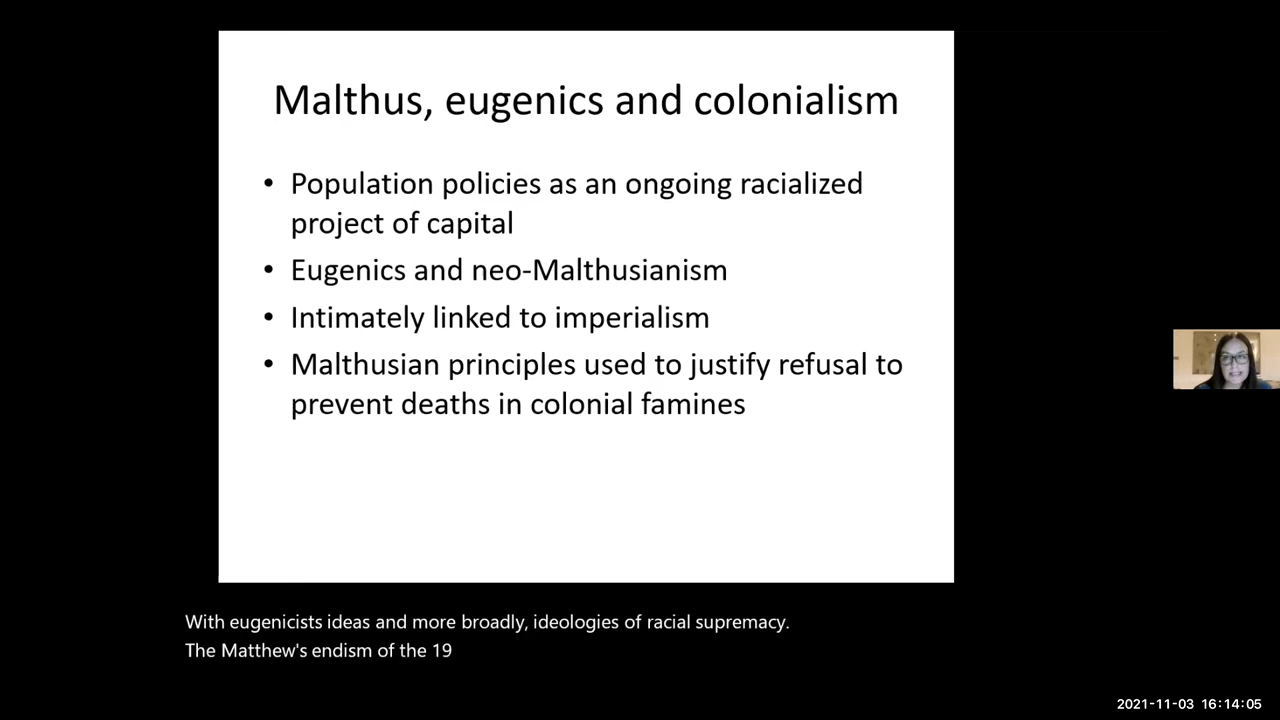 Malthus, eugenics and colonialism
• Population policies as an ongoing racialized
project of capital
• Eugenics and neo-Malthusianism
• Intimately linked to imperialism
• Malthusian principles used to justify refusal to
prevent deaths in colonial famines
With eugenicists ideas and more broadly, ideologies of racial supremacy.
The Matthew's endism of the 19
2021-11-03 16:14:05